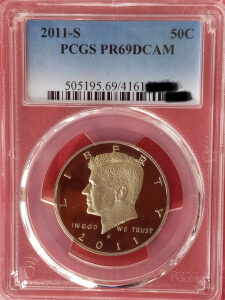 2011-S 50C
PCGS PR69DCAM
505195.69/4161
LIBERTY
IN GOD WE TRUST
S
2011